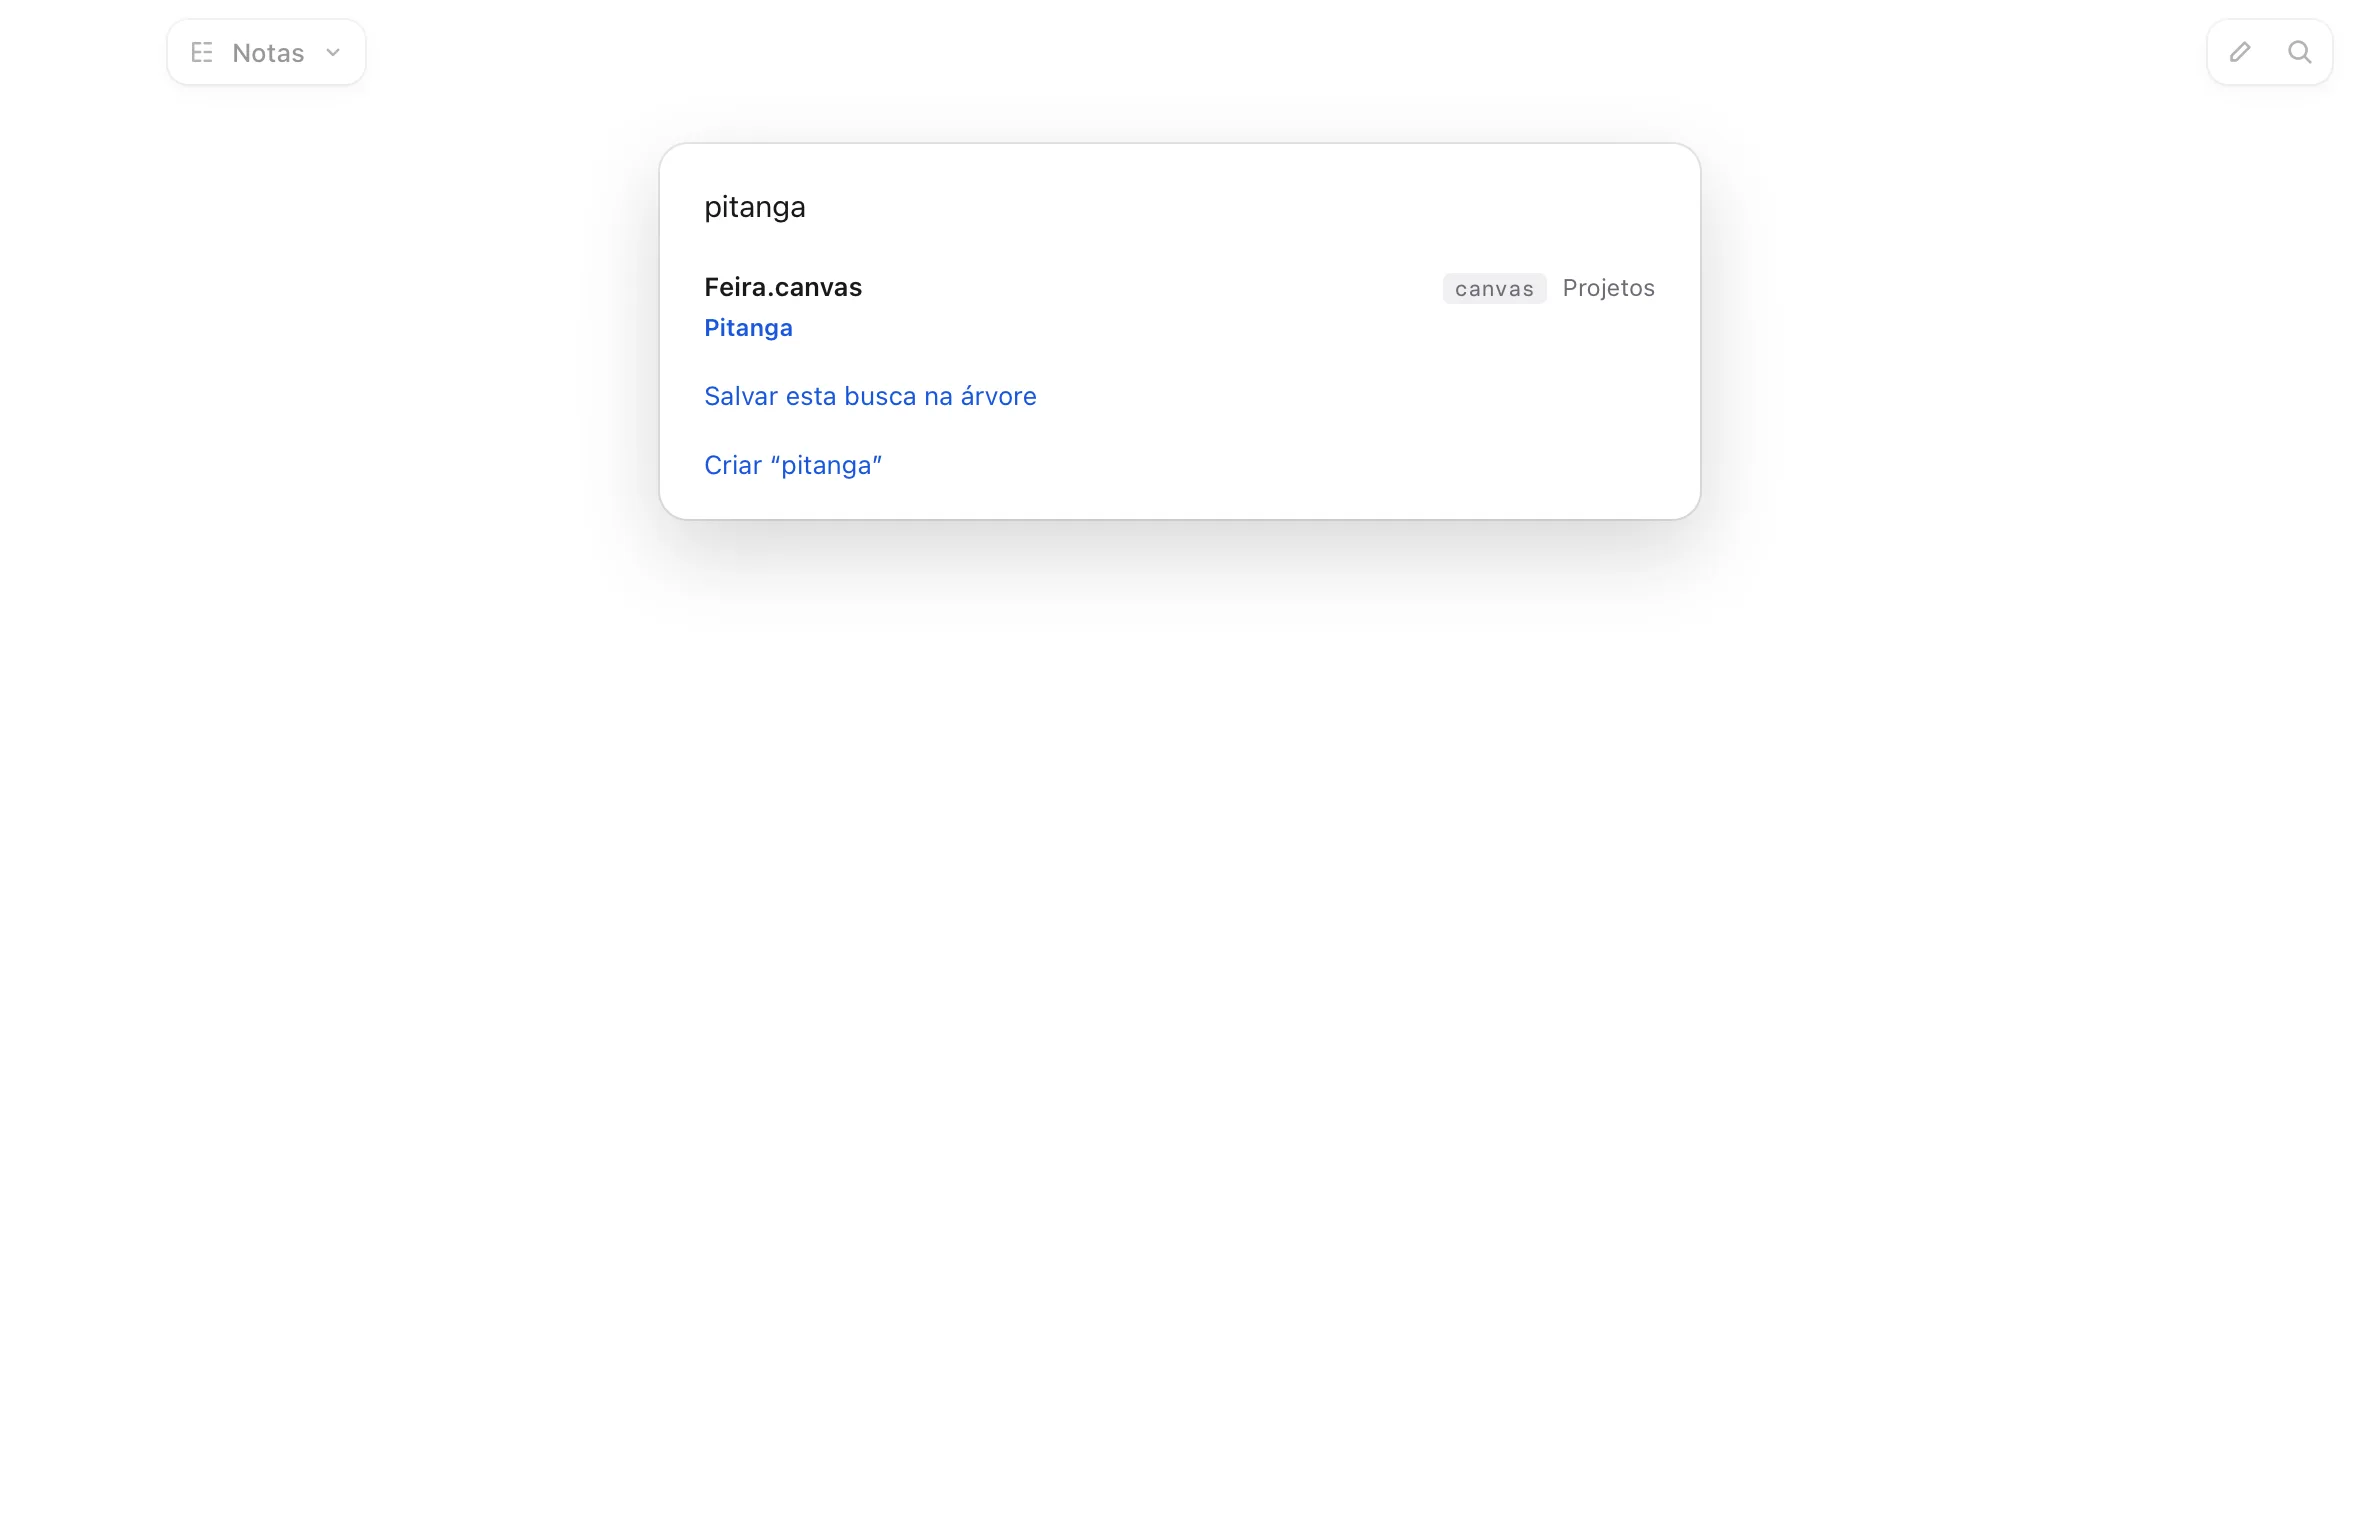 Notas
pitanga
Feira.canvas canvas Projetos
Pitanga
Salvar esta busca na árvore
Criar “pitanga”